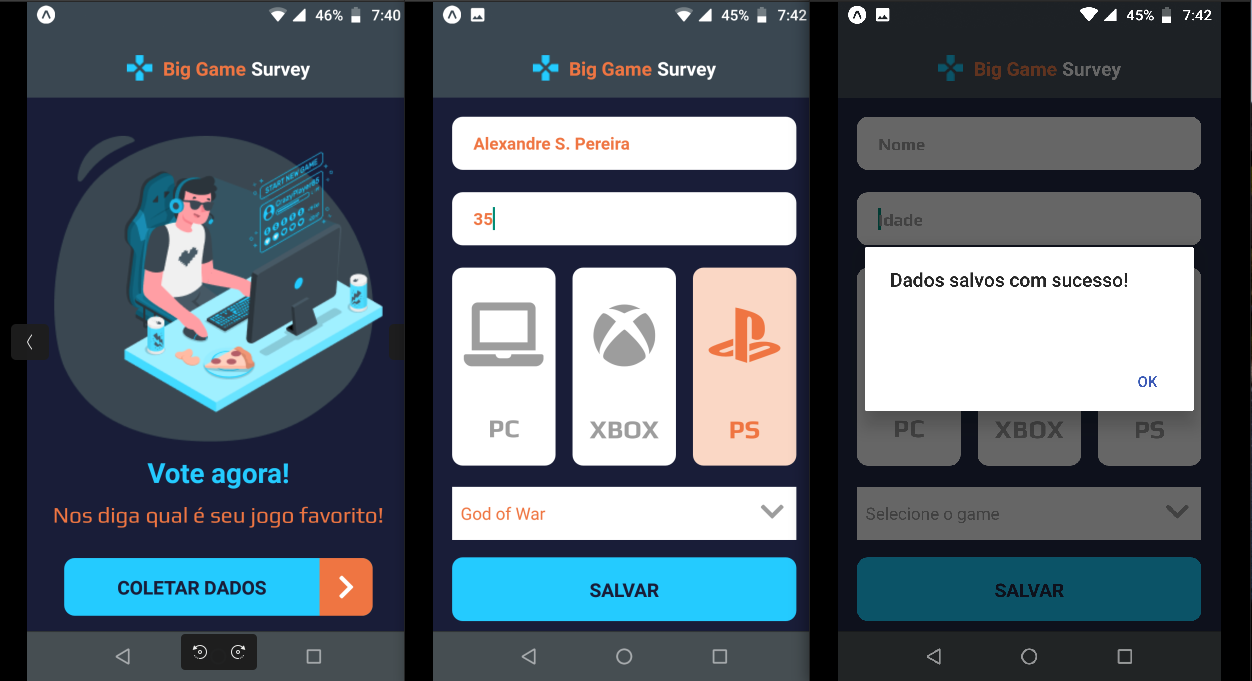 46% 7:40
Big Game Survey
START NEW GAME
CrazyPlayer85
Vote agora!
Nos diga qual é seu jogo favorito!
COLETAR DADOS
45% 7:42
Big Game Survey
Alexandre S. Pereira
35
PC
XBOX
PS
God of War
SALVAR
45% 7:42
Big Game Survey
Nome
Idade
Dados salvos com sucesso!
OK
PC
XBOX
PS
Selecione o game
SALVAR